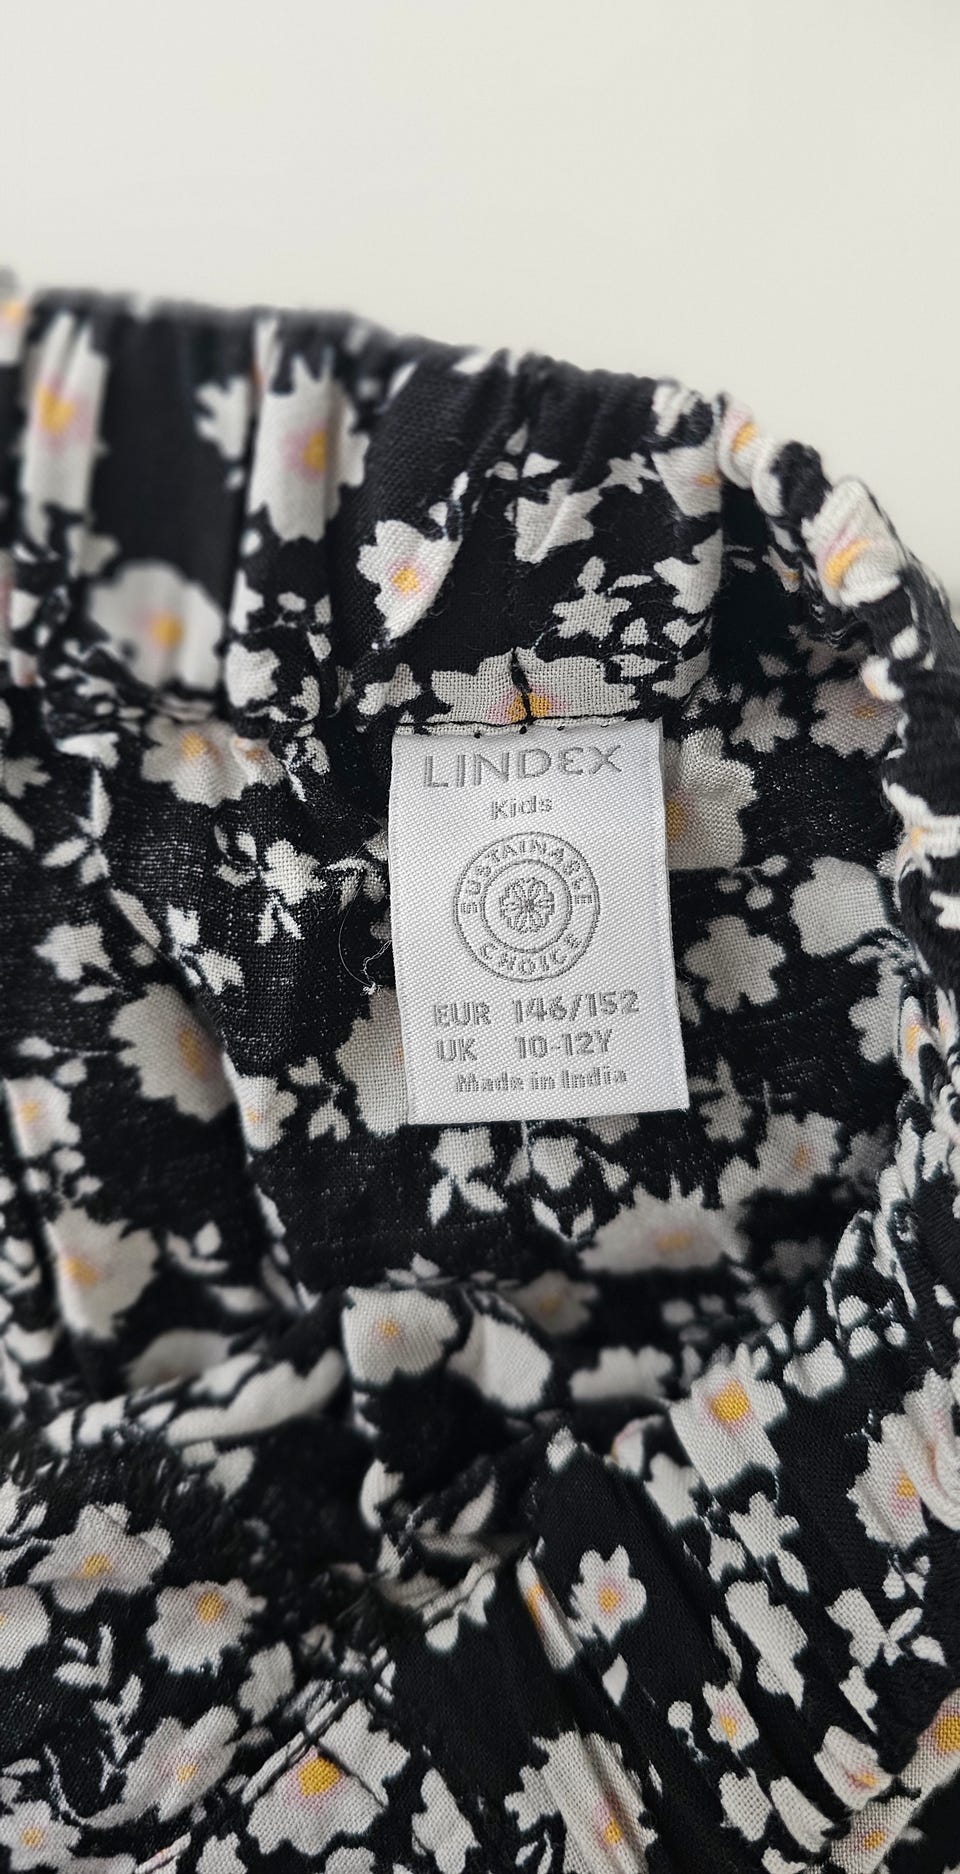 LINDEX
Kids
SUSTAINABLE
CHOICE
EUR 146/152
UK 10-12Y
Made in India